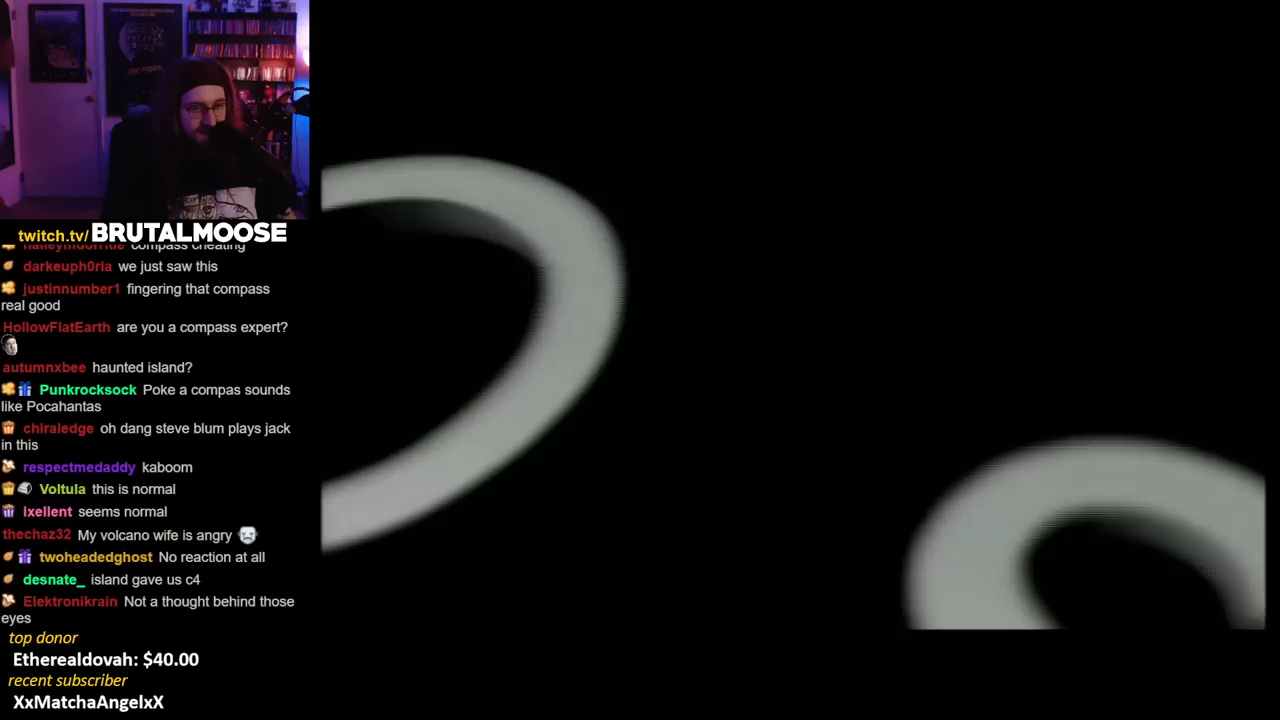 twitch.tv/BRUTALMOOSE
compass cheating
darkeuph0ria we just saw this
justinnumber1 fingering that compass
real good
HollowFlatEarth are you a compass expert?
autumnxbee haunted island?
Punkrocksock Poke a compas sounds
like Pocahantas
chiraledge oh dang steve blum plays jack
in this
respectmedaddy kaboom
Voltula this is normal
ixellent seems normal
thechaz32 My volcano wife is angry
twoheadedghost No reaction at all
desnate_ island gave us c4
Elektronikrain Not a thought behind those
eyes
top donor
Etherealdovah: $40.00
recent subscriber
XxMatchaAngelxX